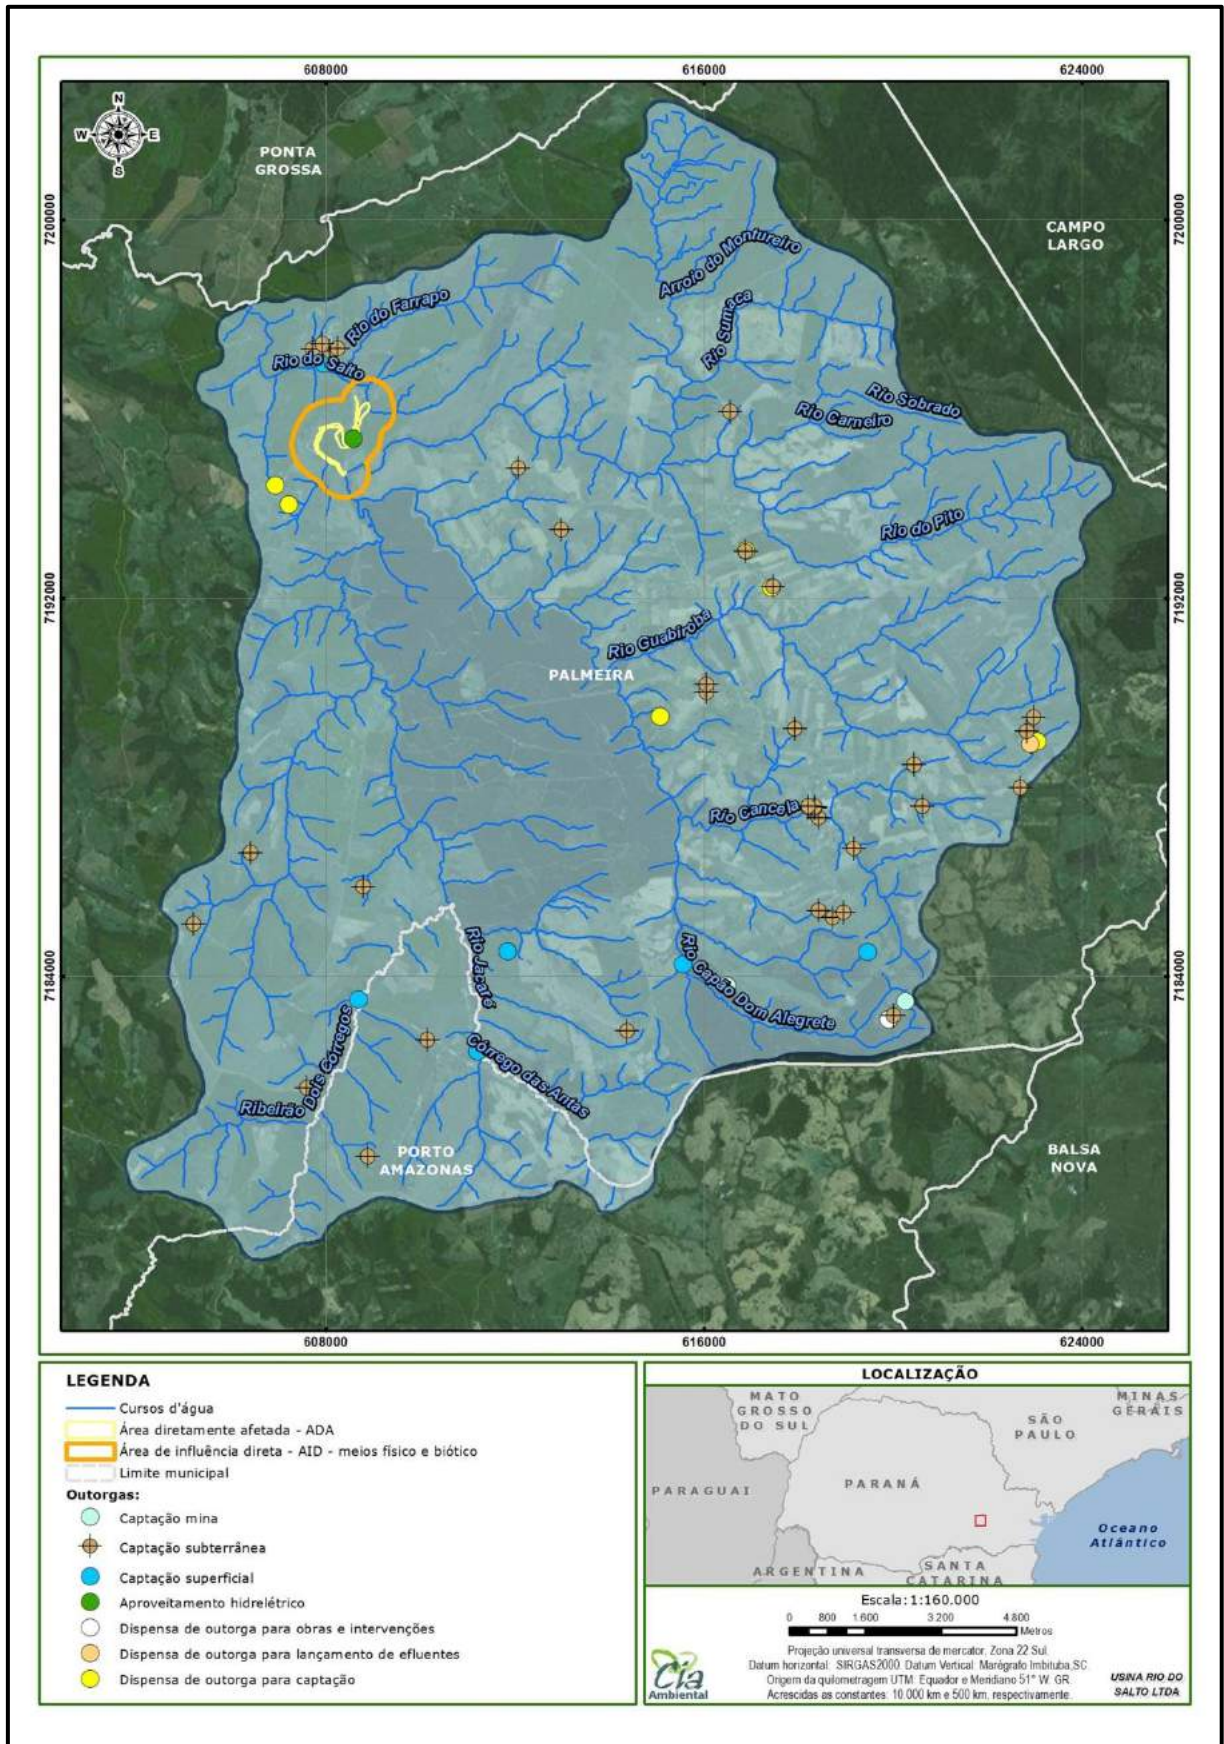 608000
616000
624000
N
W
E
S
PONTA
GROSSA
7200000
7200000
CAMPO
LARGO
Arroio do Montureiro
Rio do Farrapo
Rio Sumaca
Rio do Salto
Rio Sobrado
Rio Carneiro
Rio do Pito
7192000
7192000
Rio Guabiroba
PALMEIRA
Rio Cancela
Rio Jacaré
Rio Capão Dom Alegrete
7184000
7184000
Ribeirão Dois Córregos
Córrego das Antas
PORTO
AMAZONAS
BALSA
NOVA
608000
616000
624000
LEGENDA
Cursos d'água
Área diretamente afetada - ADA
Área de influência direta - AID - meios físico e biótico
Limite municipal
Outorgas:
Captação mina
Captação subterrânea
Captação superficial
Aproveitamento hidrelétrico
Dispensa de outorga para obras e intervenções
Dispensa de outorga para lançamento de efluentes
Dispensa de outorga para captação
LOCALIZAÇÃO
MATO
GROSSO
DO SUL
MINAS
GERAIS
SÃO
PAULO
PARANÁ
PARAGUAI
Oceano
Atlântico
ARGENTINA
SANTA
CATARINA
Escala: 1:160.000
0 800 1.600 3.200 4.800
Metros
Projeção universal transversa de mercator. Zona 22 Sul.
Datum horizontal: SIRGAS2000. Datum Vertical: Marégrafo Imbituba,SC.
Origem da quilometragem UTM: Equador e Meridiano 51° W. GR.
Acrescidas as constantes: 10.000 km e 500 km, respectivamente.
Cia
Ambiental
USINA RIO DO
SALTO LTDA